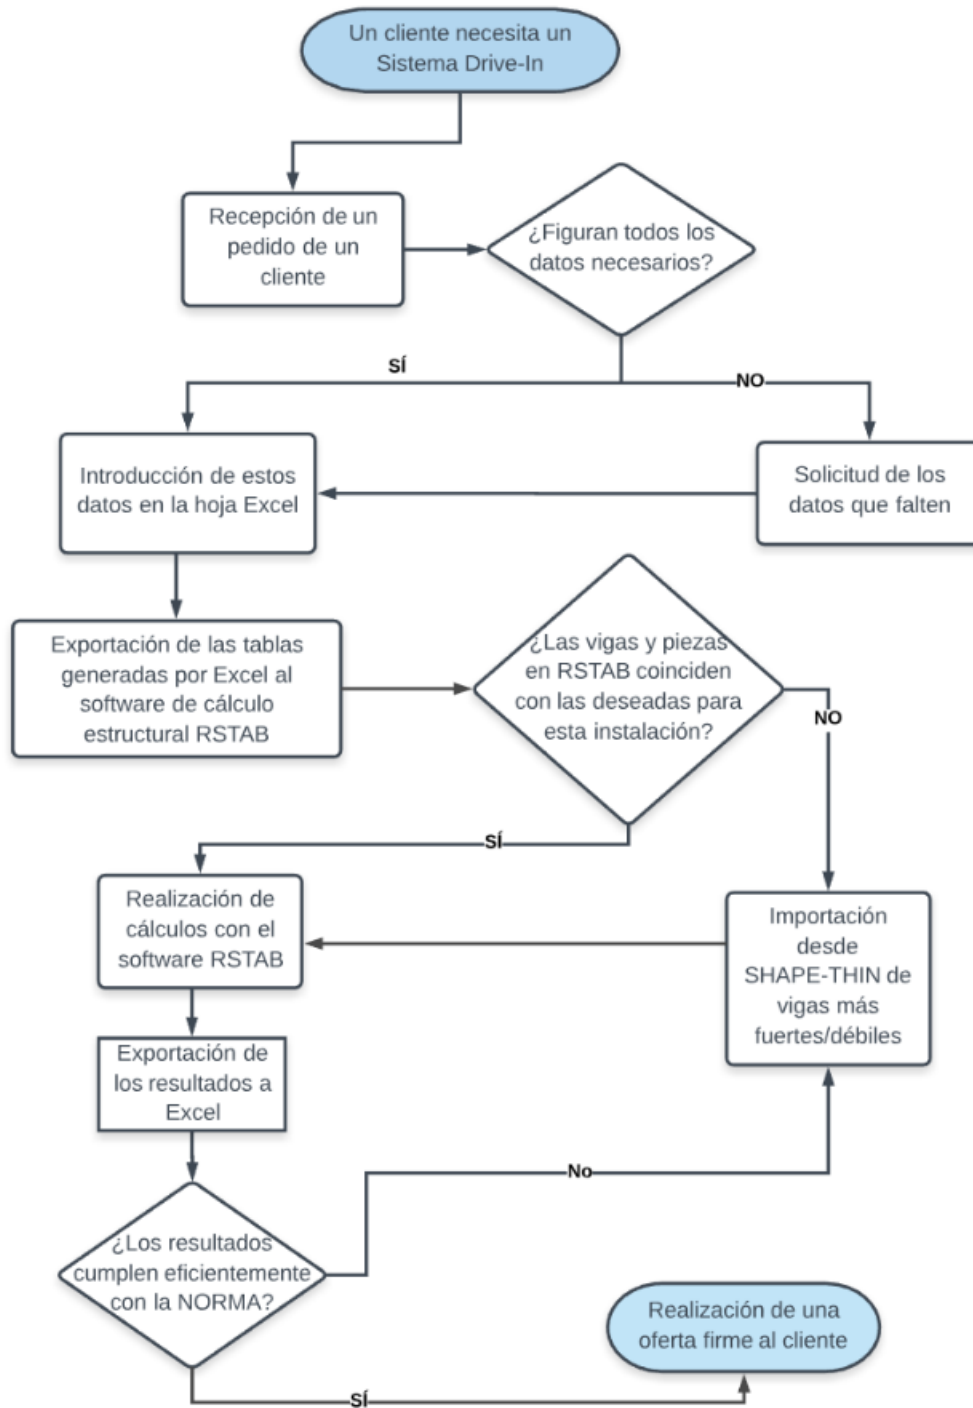 Un cliente necesita un
Sistema Drive-In
Recepción de un
pedido de un
cliente
¿Figuran todos los
datos necesarios?
SÍ
NO
Introducción de estos
datos en la hoja Excel
Solicitud de los
datos que falten
Exportación de las tablas
generadas por Excel al
software de cálculo
estructural RSTAB
¿Las vigas y piezas
en RSTAB coinciden
con las deseadas para
esta instalación?
NO
SÍ
Realización de
cálculos con el
software RSTAB
Importación
desde
SHAPE-THIN de
vigas más
fuertes/débiles
Exportación de
los resultados a
Excel
No
¿Los resultados
cumplen eficientemente
con la NORMA?
Realización de una
oferta firme al cliente
SÍ